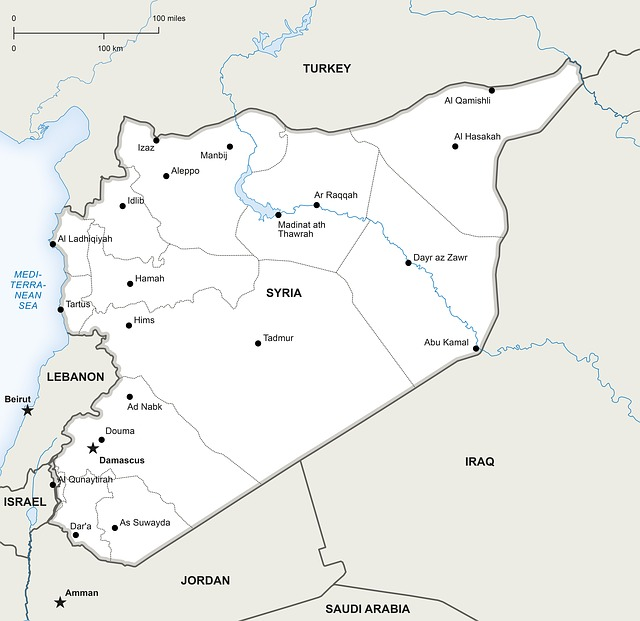 0
100 miles
0
100 km
TURKEY
Al Qamishli
Al Hasakah
Izaz
Manbij
Aleppo
Idlib
Ar Raqqah
Madinat ath
Thawrah
Al Ladhiqiyah
Dayr az Zawr
Hamah
MEDI-
TERRA-
NEAN
SEA
SYRIA
Tartus
Hims
Tadmur
Abu Kamal
LEBANON
Beirut
Ad Nabk
Douma
Damascus
IRAQ
Al Qunaytirah
ISRAEL
Dar'a
As Suwayda
JORDAN
Amman
SAUDI ARABIA